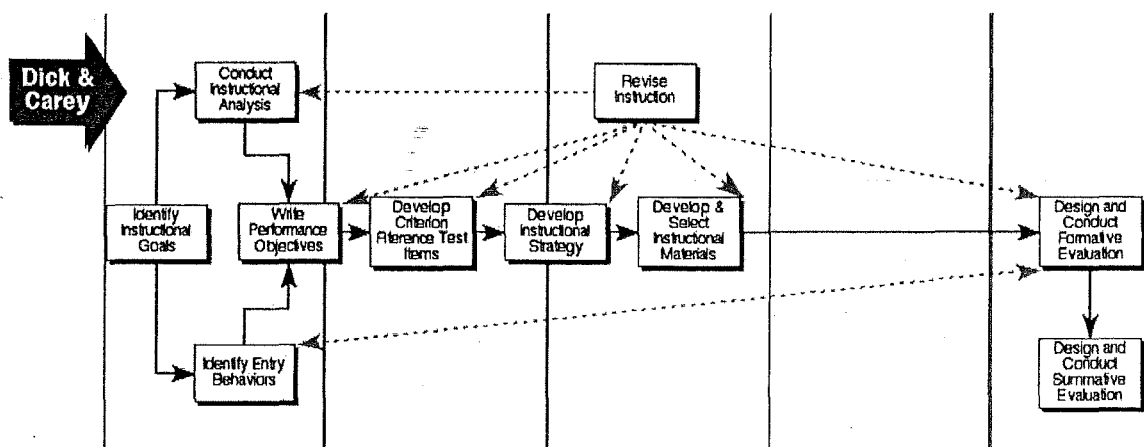 Dick &
Carey
Conduct
Instructional
Analysis
Revise
Instruction
Identify
Instructional
Goals
Write
Performance
Objectives
Develop
Criterion
Rference Test
Items
Develop
Instructional
Strategy
Develop &
Select
Instructional
Materials
Design and
Conduct
Formative
Evaluation
Identify Entry
Behaviors
Design and
Conduct
Summative
Evaluation